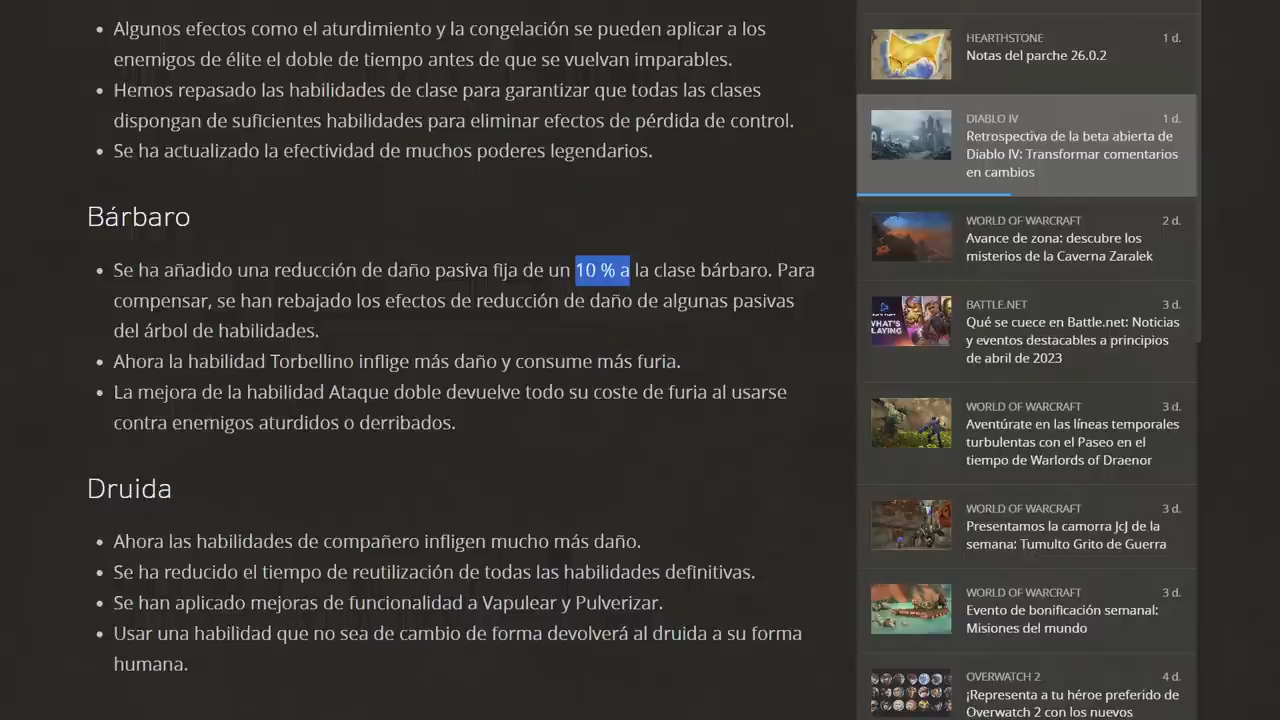 Algunos efectos como el aturdimiento y la congelación se pueden aplicar a los
enemigos de élite el doble de tiempo antes de que se vuelvan imparables.
Hemos repasado las habilidades de clase para garantizar que todas las clases
dispongan de suficientes habilidades para eliminar efectos de pérdida de control.
Se ha actualizado la efectividad de muchos poderes legendarios.
Bárbaro
Se ha añadido una reducción de daño pasiva fija de un 10 % a la clase bárbaro. Para
compensar, se han rebajado los efectos de reducción de daño de algunas pasivas
del árbol de habilidades.
Ahora la habilidad Torbellino inflige más daño y consume más furia.
La mejora de la habilidad Ataque doble devuelve todo su coste de furia al usarse
contra enemigos aturdidos o derribados.
Druida
Ahora las habilidades de compañero infligen mucho más daño.
Se ha reducido el tiempo de reutilización de todas las habilidades definitivas.
Se han aplicado mejoras de funcionalidad a Vapulear y Pulverizar.
Usar una habilidad que no sea de cambio de forma devolverá al druida a su forma
humana.
HEARTHSTONE 1 d.
Notas del parche 26.0.2
DIABLO IV 1 d.
Retrospectiva de la beta abierta de
Diablo IV: Transformar comentarios
en cambios
WORLD OF WARCRAFT 2 d.
Avance de zona: descubre los
misterios de la Caverna Zaralek
WHAT'S
PLAYING
BATTLE.NET 3 d.
Qué se cuece en Battle.net: Noticias
y eventos destacables a principios
de abril de 2023
WORLD OF WARCRAFT 3 d.
Aventúrate en las líneas temporales
turbulentas con el Paseo en el
tiempo de Warlords of Draenor
WORLD OF WARCRAFT 3 d.
Presentamos la camorra JcJ de la
semana: Tumulto Grito de Guerra
WORLD OF WARCRAFT 3 d.
Evento de bonificación semanal:
Misiones del mundo
OVERWATCH 2 4 d.
¡Representa a tu héroe preferido de
Overwatch 2 con los nuevos